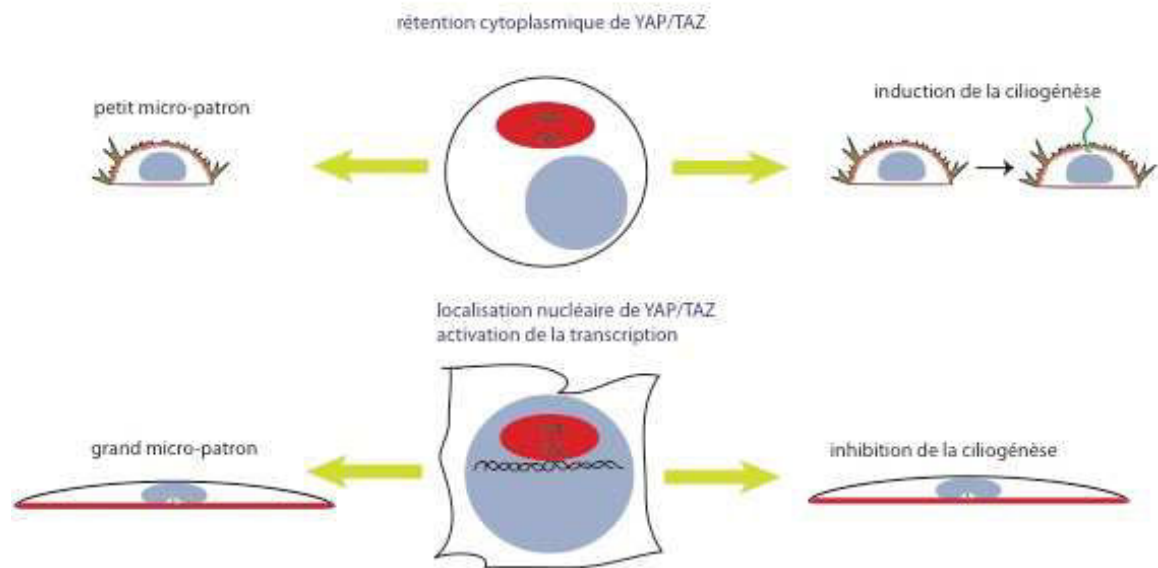 rétention cytoplasmique de YAP/TAZ
petit micro-patron
induction de la ciliogénèse
localisation nucléaire de YAP/TAZ
activation de la transcription
grand micro-patron
inhibition de la ciliogénèse